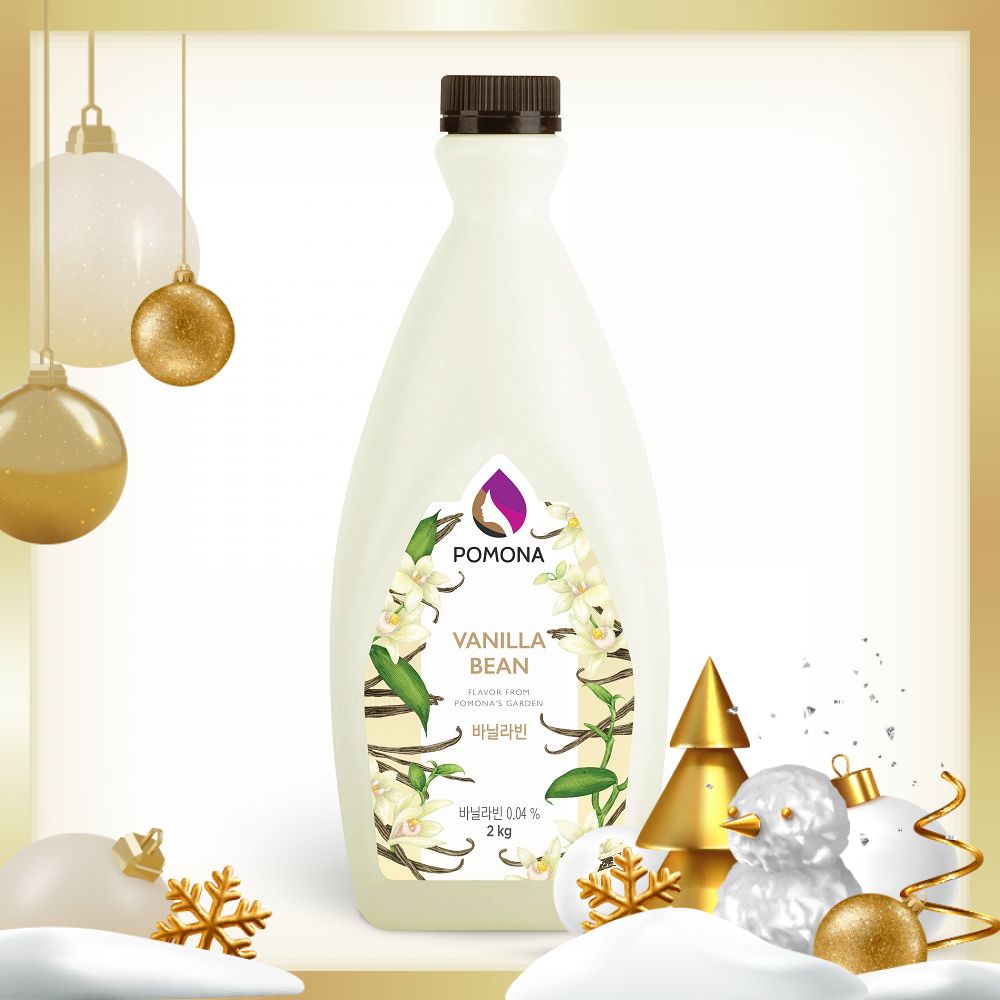 POMONA
VANILLA
BEAN
FLAVOR FROM
POMONA'S GARDEN
바닐라빈
바닐라빈 0.04 %
2 kg